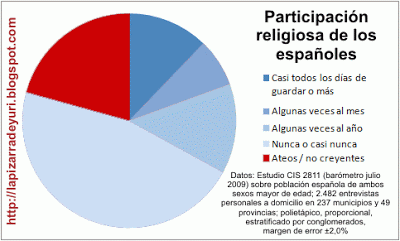 Participación
religiosa de los
españoles
Casi todos los días de
guardar o más
Algunas veces al mes
Algunas veces al año
Nunca o casi nunca
Ateos / no creyentes
Datos: Estudio CIS 2811 (barómetro julio
2009) sobre población española de ambos
sexos mayor de edad; 2.482 entrevistas
personales a domicilio en 237 municipios y 49
provincias; polietápico, proporcional,
estratificado por conglomerados,
margen de error ±2,0%
http://lapizarradeyuri.blogspot.com